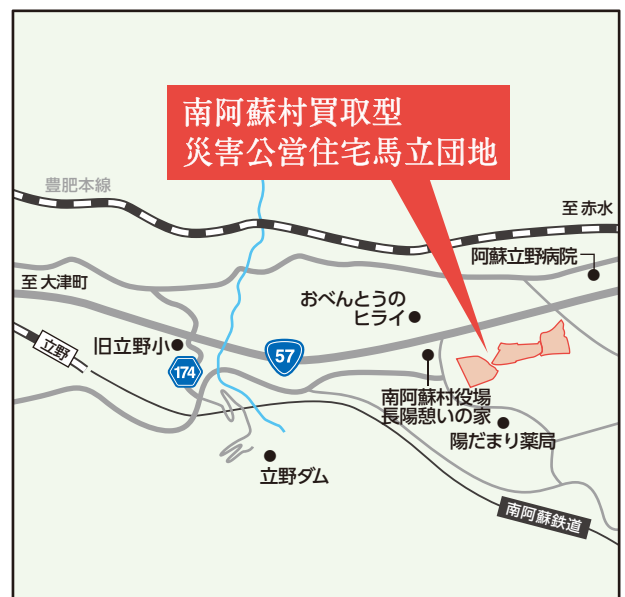 南阿蘇村買取型
災害公営住宅馬立団地
豊肥本線
至 赤水
阿蘇立野病院
至 大津町
おべんとうの
ヒライ
立野
旧立野小
57
174
南阿蘇村役場
長陽憩いの家
陽だまり薬局
立野ダム
南阿蘇鉄道